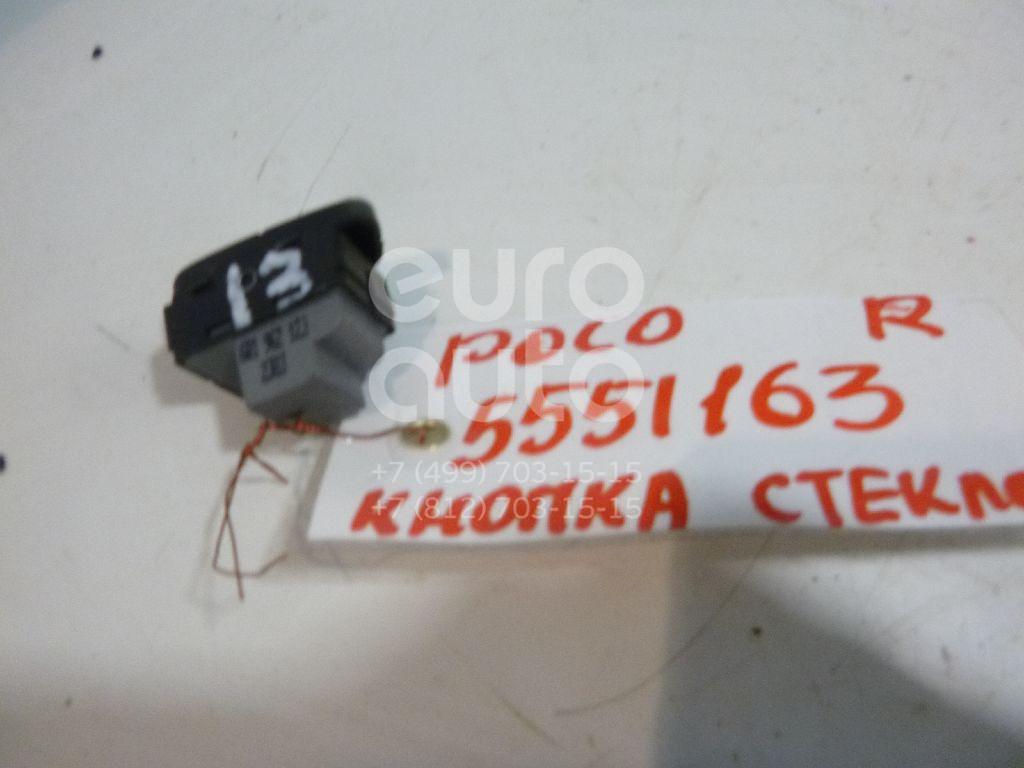 13
euro
auto
POLO R
5551163
КНОПКА СТЕКЛ
+7 (499) 703-15-15
+7 (812) 703-15-15